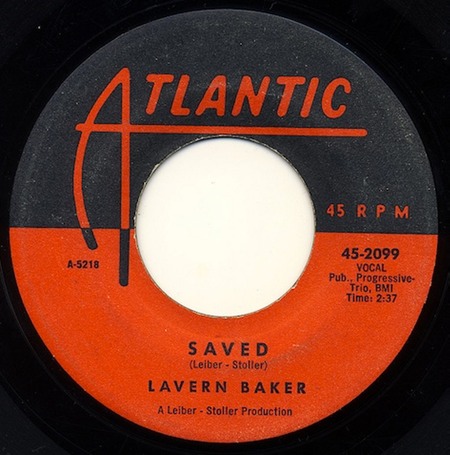 ATLANTIC
45 RPM
A-5218
45-2099
VOCAL
Pub., Progressive-
Trio, BMI
Time: 2:37
SAVED
(Leiber - Stoller)
LAVERN BAKER
A Leiber - Stoller Production